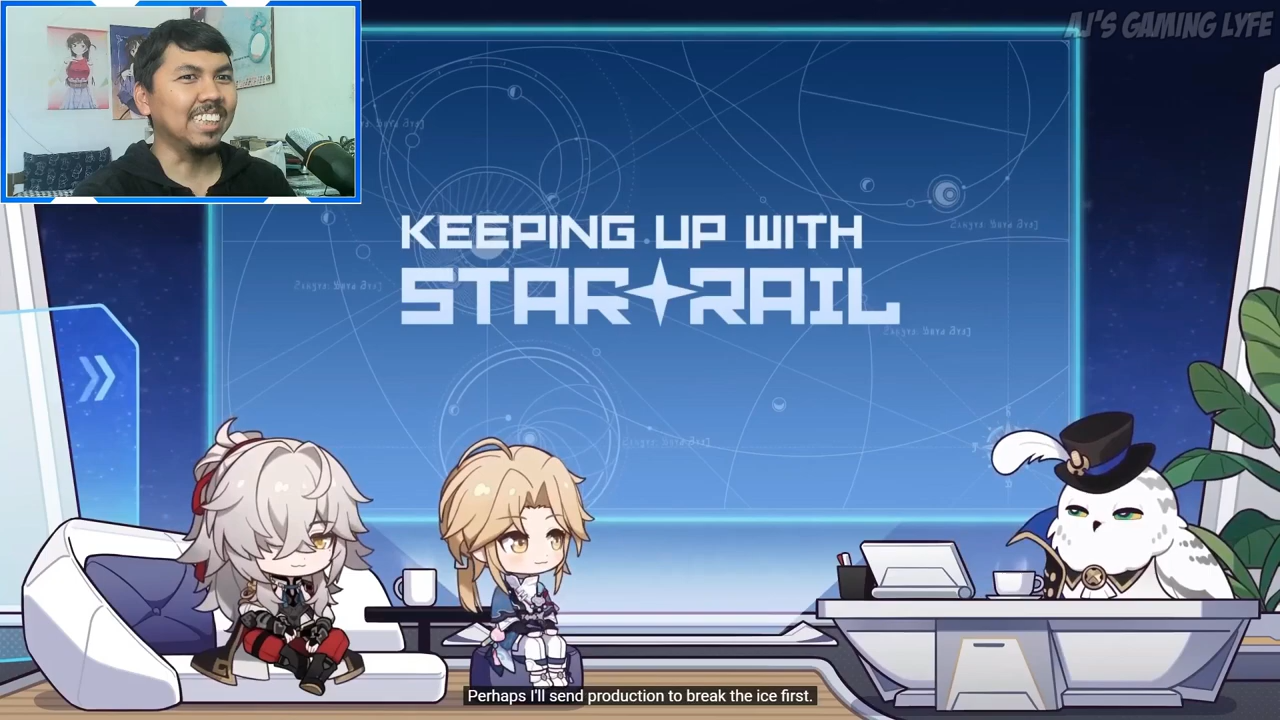 AJ'S GAMING LYFE
KEEPING UP WITH
STAR RAIL
Perhaps I'll send production to break the ice first.